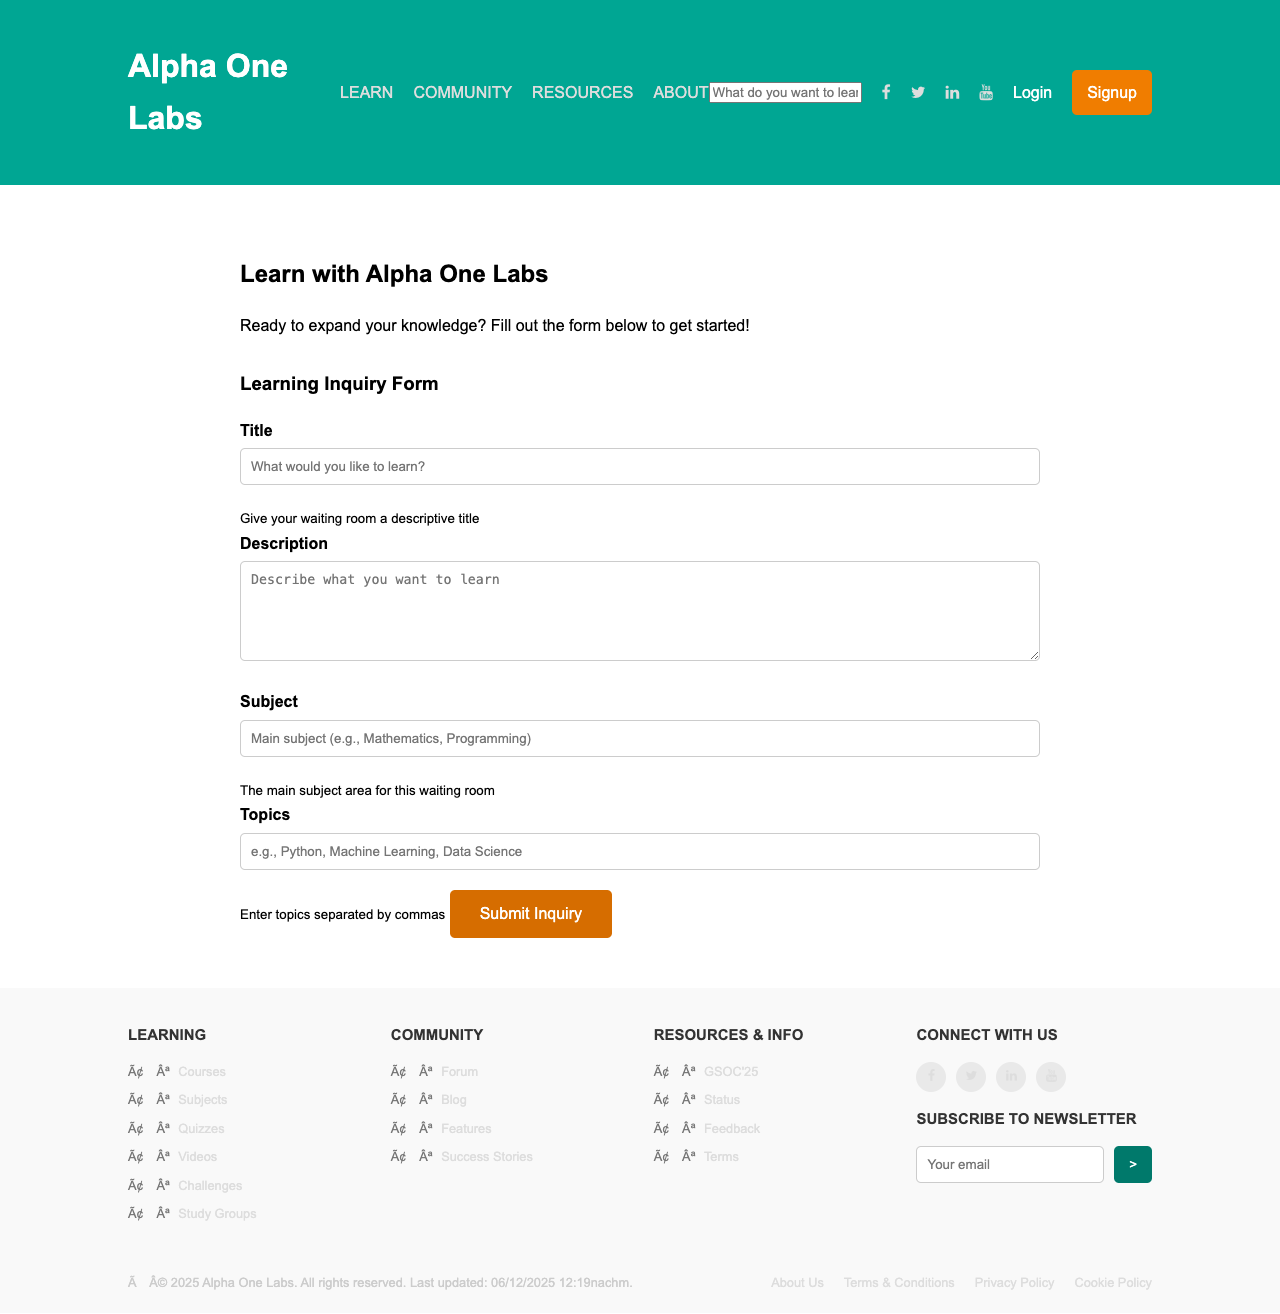 Alpha One
Labs
LEARN COMMUNITY RESOURCES ABOUT What do you want to lear Login Signup
Learn with Alpha One Labs
Ready to expand your knowledge? Fill out the form below to get started!
Learning Inquiry Form
Title
What would you like to learn?
Give your waiting room a descriptive title
Description
Describe what you want to learn
Subject
Main subject (e.g., Mathematics, Programming)
The main subject area for this waiting room
Topics
e.g., Python, Machine Learning, Data Science
Enter topics separated by commas Submit Inquiry
LEARNING
Ã¢ Âª Courses
Ã¢ Âª Subjects
Ã¢ Âª Quizzes
Ã¢ Âª Videos
Ã¢ Âª Challenges
Ã¢ Âª Study Groups
COMMUNITY
Ã¢ Âª Forum
Ã¢ Âª Blog
Ã¢ Âª Features
Ã¢ Âª Success Stories
RESOURCES & INFO
Ã¢ Âª GSOC'25
Ã¢ Âª Status
Ã¢ Âª Feedback
Ã¢ Âª Terms
CONNECT WITH US
SUBSCRIBE TO NEWSLETTER
Your email >
Ã Â© 2025 Alpha One Labs. All rights reserved. Last updated: 06/12/2025 12:19nachm.
About Us Terms & Conditions Privacy Policy Cookie Policy